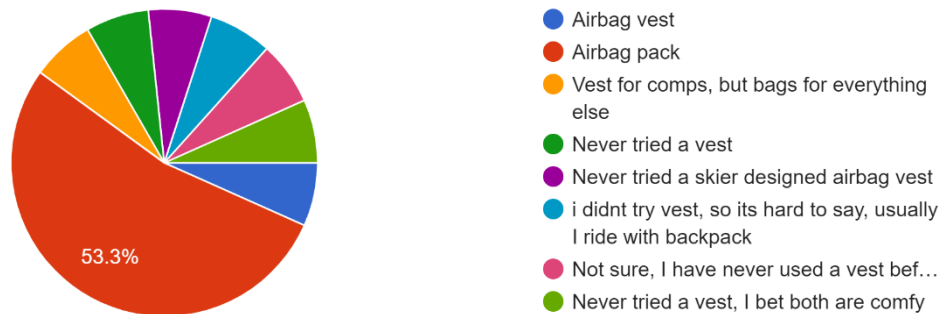 53.3%
Airbag vest
Airbag pack
Vest for comps, but bags for everything
else
Never tried a vest
Never tried a skier designed airbag vest
i didnt try vest, so its hard to say, usually
I ride with backpack
Not sure, I have never used a vest bef…
Never tried a vest, I bet both are comfy